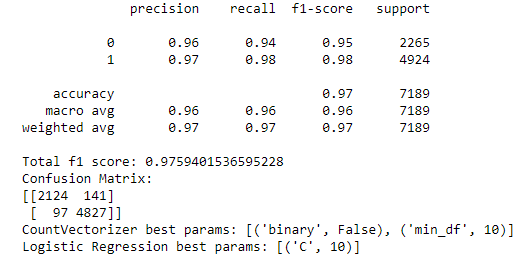 precision recall f1-score support
0 0.96 0.94 0.95 2265
1 0.97 0.98 0.98 4924
accuracy 0.97 7189
macro avg 0.96 0.96 0.96 7189
weighted avg 0.97 0.97 0.97 7189
Total f1 score: 0.9759401536595228
Confusion Matrix:
[[2124 141]
[ 97 4827]]
CountVectorizer best params: [('binary', False), ('min_df', 10)]
Logistic Regression best params: [('C', 10)]